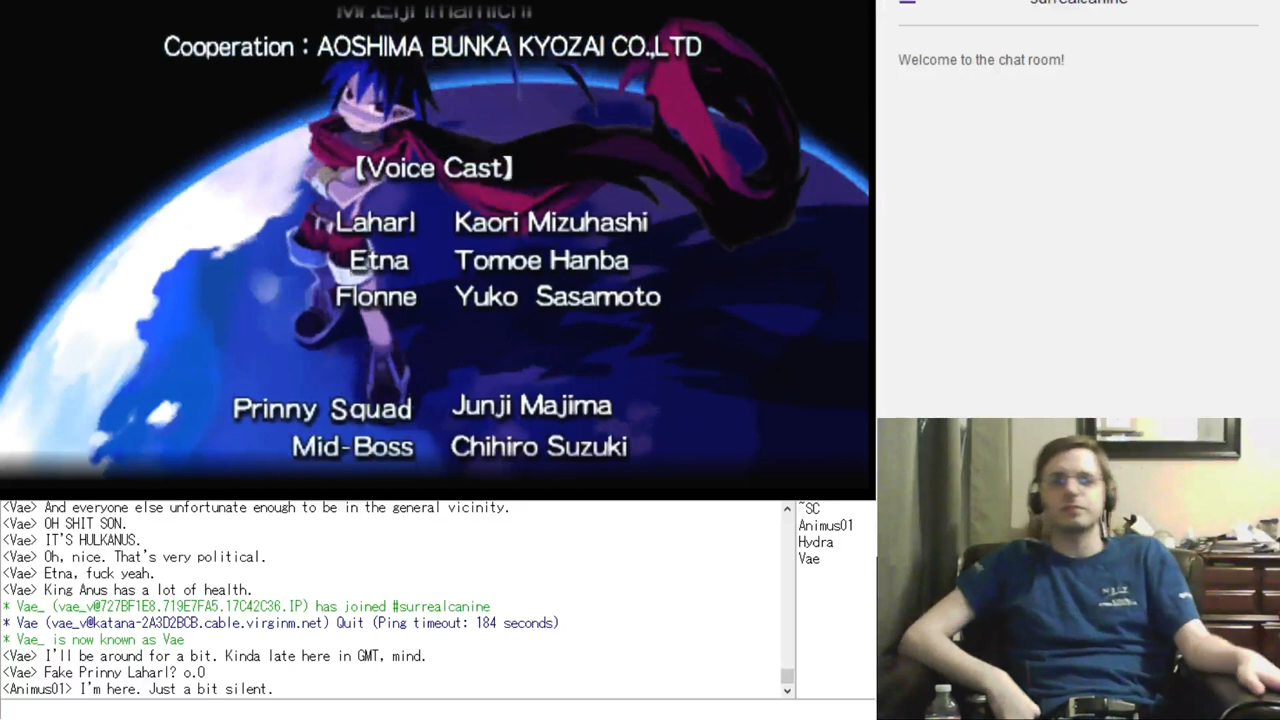 Mr.Eiji Imamichi
Cooperation : AOSHIMA BUNKA KYOZAI CO.,LTD
【Voice Cast】
Laharl Kaori Mizuhashi
Etna Tomoe Hanba
Flonne Yuko Sasamoto
Prinny Squad Junji Majima
Mid-Boss Chihiro Suzuki
surrealcanine
Welcome to the chat room!
<Vae> And everyone else unfortunate enough to be in the general vicinity.
<Vae> OH SHIT SON.
<Vae> IT'S HULKANUS.
<Vae> Oh, nice. That's very political.
<Vae> Etna, fuck yeah.
<Vae> King Anus has a lot of health.
* Vae_ (vae_v@727BF1E8.719E7FA5.17C42C36.IP) has joined #surrealcanine
* Vae (vae_v@katana-2A3D2BCB.cable.virginm.net) Quit (Ping timeout: 184 seconds)
* Vae_ is now known as Vae
<Vae> I'll be around for a bit. Kinda late here in GMT, mind.
<Vae> Fake Prinny Laharl? o.O
<Animus01> I'm here. Just a bit silent.
~SC
Animus01
Hydra
Vae